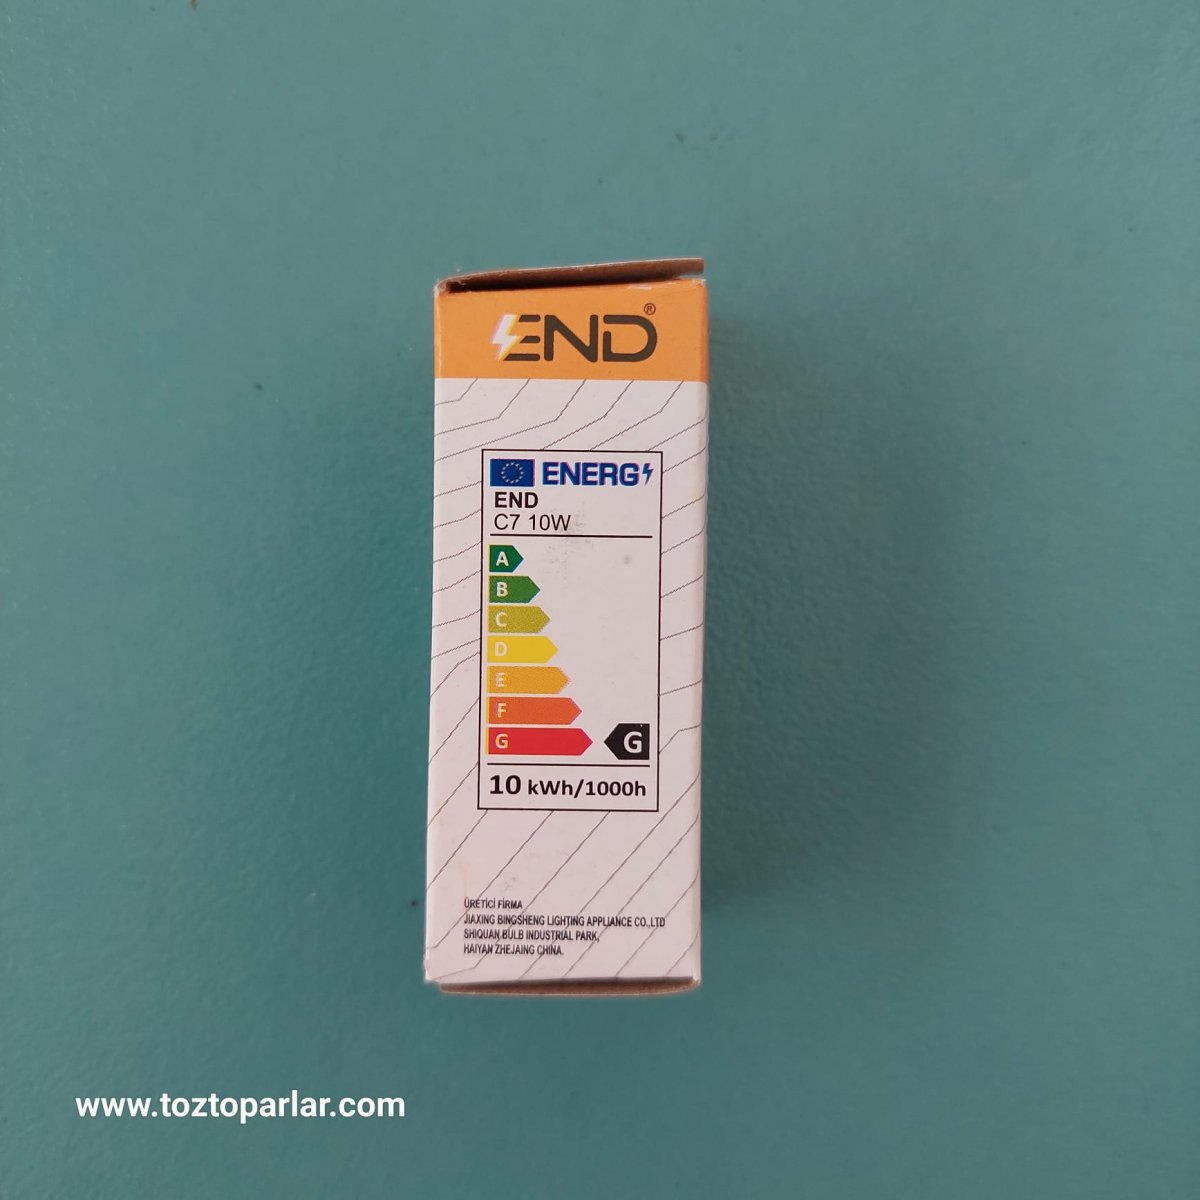 END®
ENERG
END
C7 10W
A
B
C
D
E
F
G
G
10 kWh/1000h
ÜRETİCİ FİRMA
JIAXING BINGSHENG LIGHTING APPLIANCE CO.,LTD
SHIQUAN BULB INDUSTRIAL PARK,
HAIYAN ZHEJAING CHINA.
www.toztoparlar.com